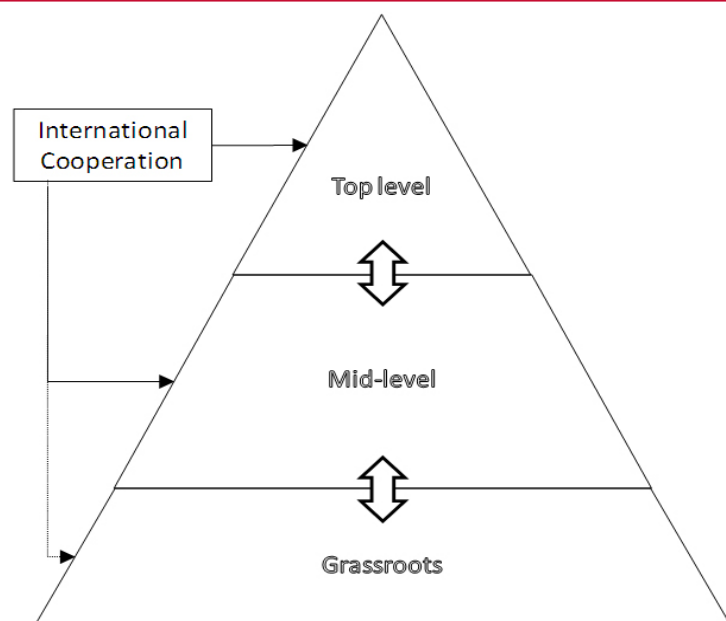 International
Cooperation
Top level
Mid-level
Grassroots